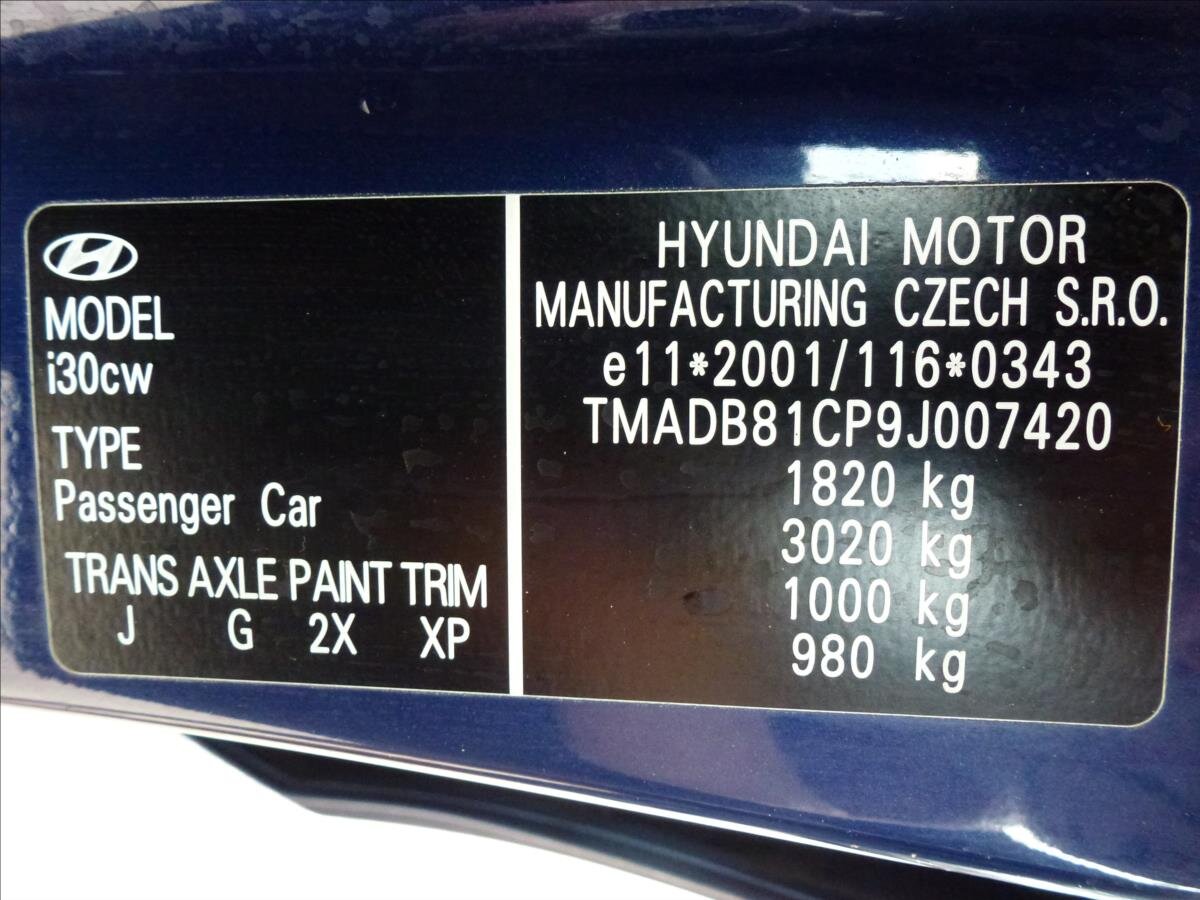 MODEL
i30cw
TYPE
Passenger Car
TRANS AXLE PAINT TRIM
J G 2X XP
HYUNDAI MOTOR
MANUFACTURING CZECH S.R.O.
e11*2001/116*0343
TMADB81CP9J007420
1820 kg
3020 kg
1000 kg
980 kg